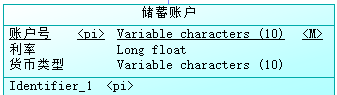 储蓄账户
账户号 <pi> Variable characters (10) <M>
利率 Long float
货币类型 Variable characters (10)
Identifier_1 <pi>